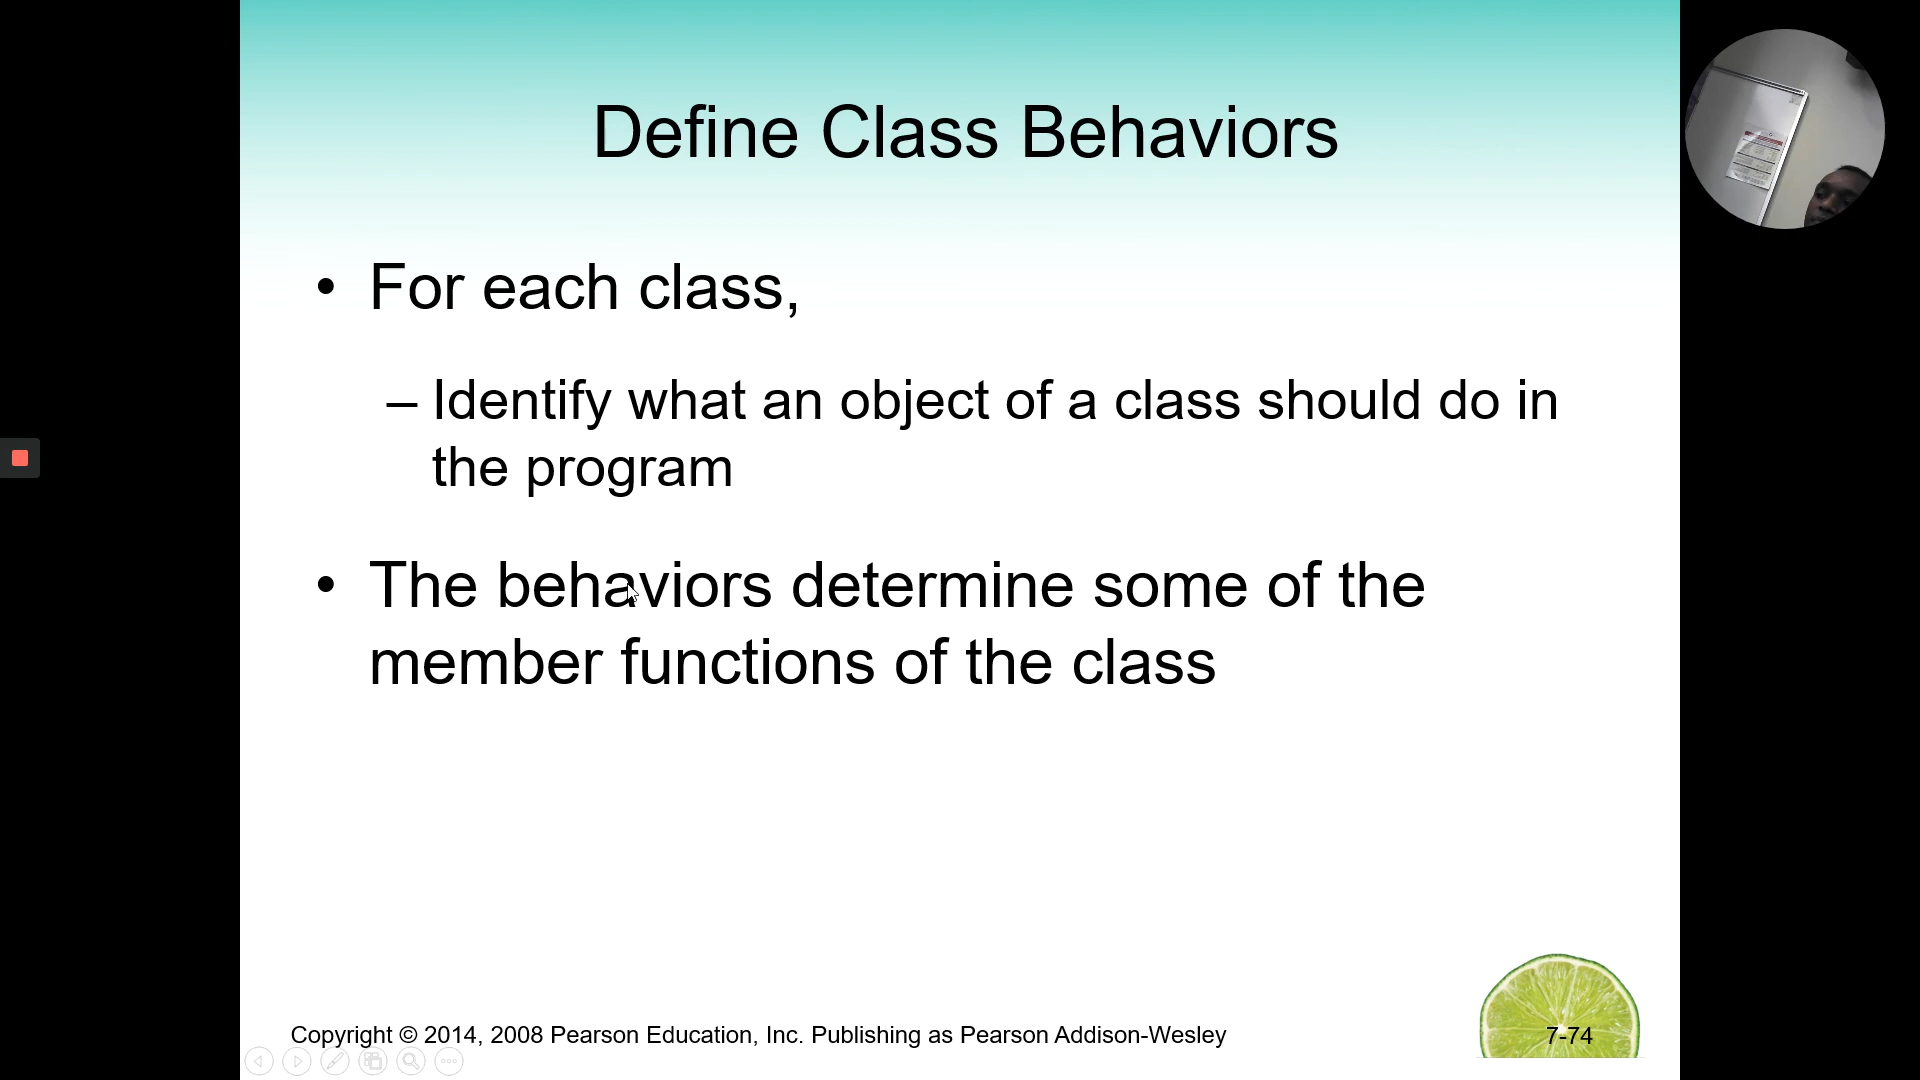 Define Class Behaviors
• For each class,
– Identify what an object of a class should do in
the program
• The behaviors determine some of the
member functions of the class
Copyright © 2014, 2008 Pearson Education, Inc. Publishing as Pearson Addison-Wesley
7-74